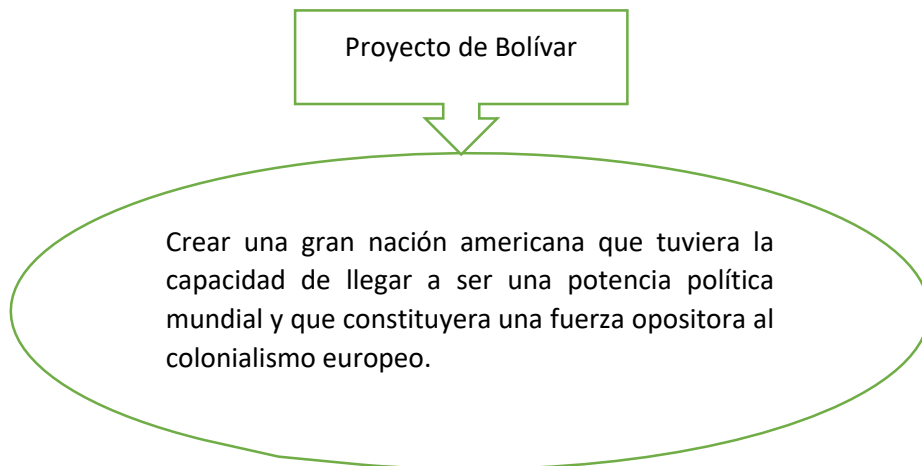 Proyecto de Bolívar
Crear una gran nación americana que tuviera la
capacidad de llegar a ser una potencia política
mundial y que constituyera una fuerza opositora al
colonialismo europeo.